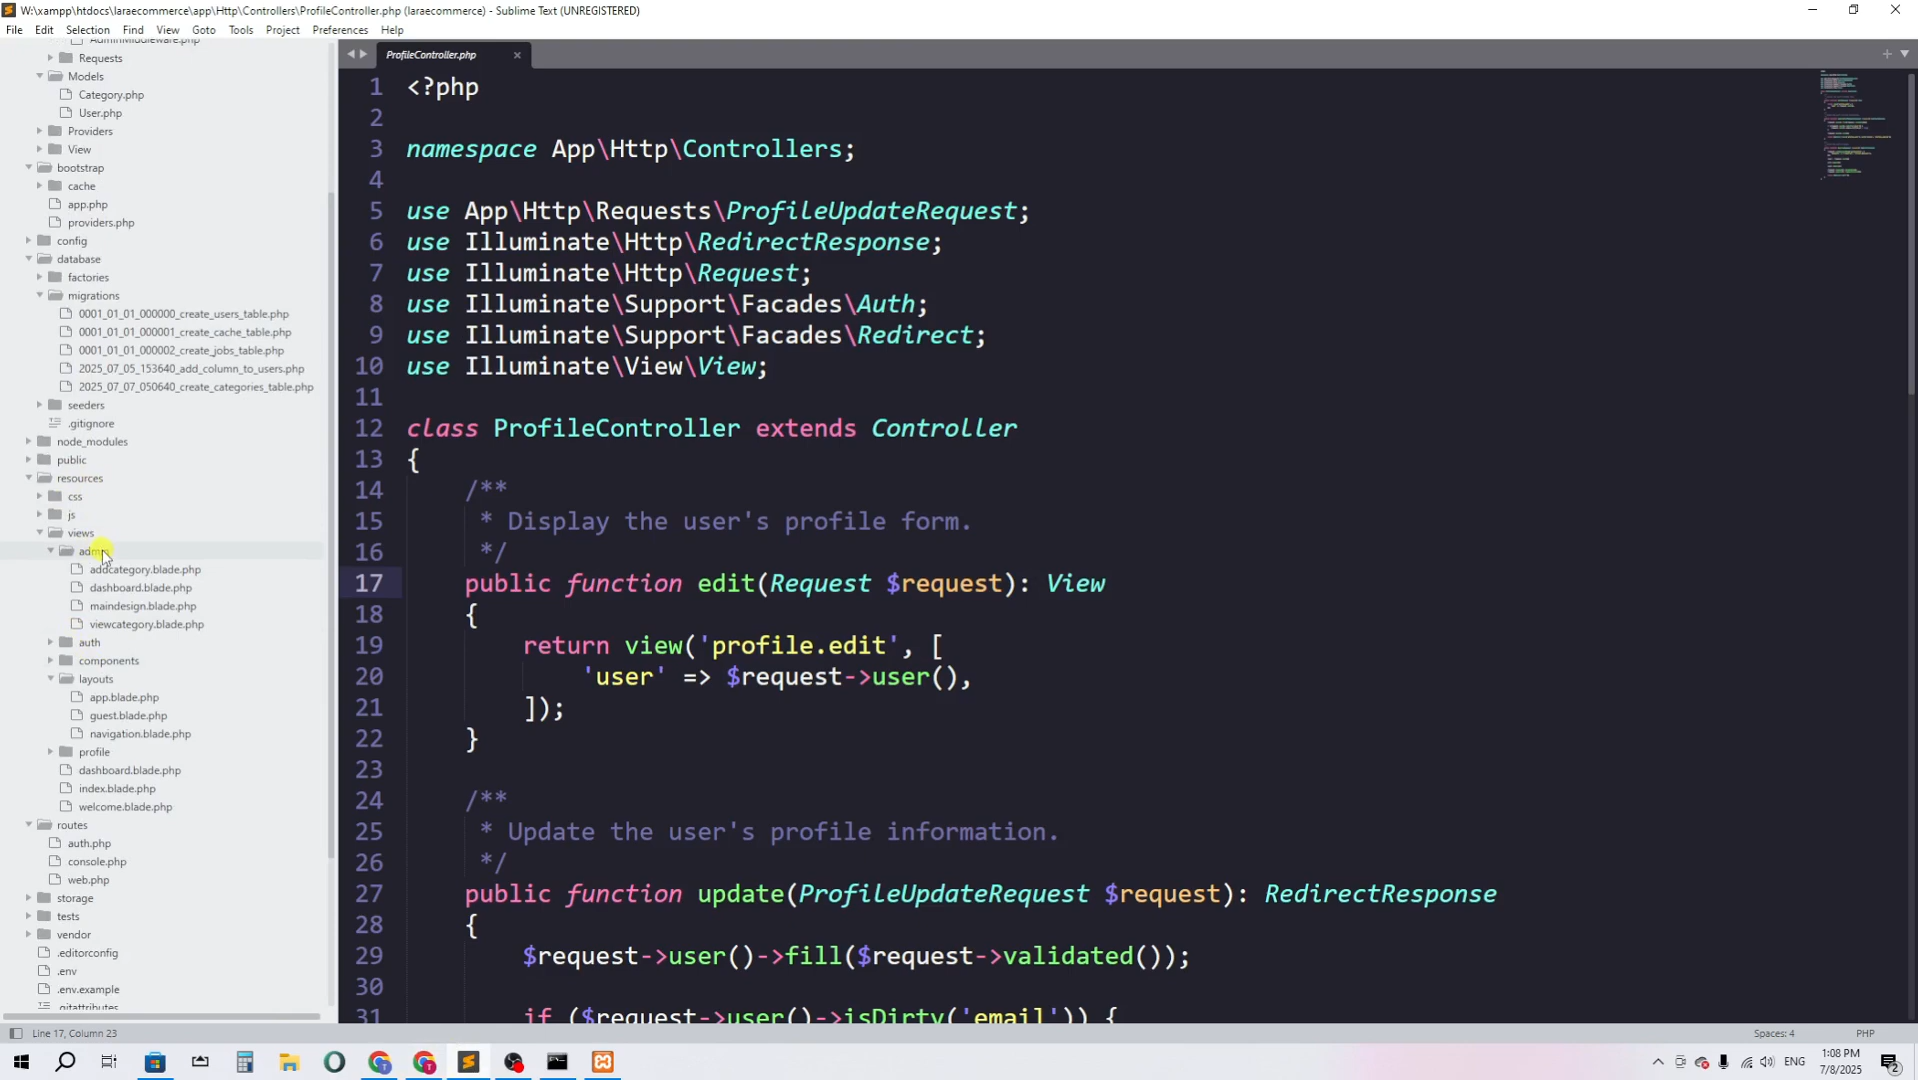 W:\xampp\htdocs\laraecommerce\app\Http\Controllers\ProfileController.php (laraecommerce) - Sublime Text (UNREGISTERED)
File Edit Selection Find View Goto Tools Project Preferences Help
AdminMiddleware.php
Requests
Models
Category.php
User.php
Providers
View
bootstrap
cache
app.php
providers.php
config
database
factories
migrations
0001_01_01_000000_create_users_table.php
0001_01_01_000001_create_cache_table.php
0001_01_01_000002_create_jobs_table.php
2025_07_05_153640_add_column_to_users.php
2025_07_07_050640_create_categories_table.php
seeders
.gitignore
node_modules
public
resources
css
js
views
admin
addcategory.blade.php
dashboard.blade.php
maindesign.blade.php
viewcategory.blade.php
auth
components
layouts
app.blade.php
guest.blade.php
navigation.blade.php
profile
dashboard.blade.php
index.blade.php
welcome.blade.php
routes
auth.php
console.php
web.php
storage
tests
vendor
.editorconfig
.env
.env.example
.gitattributes
ProfileController.php
1 <?php
2
3 namespace App\Http\Controllers;
4
5 use App\Http\Requests\ProfileUpdateRequest;
6 use Illuminate\Http\RedirectResponse;
7 use Illuminate\Http\Request;
8 use Illuminate\Support\Facades\Auth;
9 use Illuminate\Support\Facades\Redirect;
10 use Illuminate\View\View;
11
12 class ProfileController extends Controller
13 {
14 /**
15 * Display the user's profile form.
16 */
17 public function edit(Request $request): View
18 {
19 return view('profile.edit', [
20 'user' => $request->user(),
21 ]);
22 }
23
24 /**
25 * Update the user's profile information.
26 */
27 public function update(ProfileUpdateRequest $request): RedirectResponse
28 {
29 $request->user()->fill($request->validated());
30
31 if ($request->user()->isDirty('email')) {
Line 17, Column 23
Spaces: 4
PHP
ENG
1:08 PM
7/8/2025
2